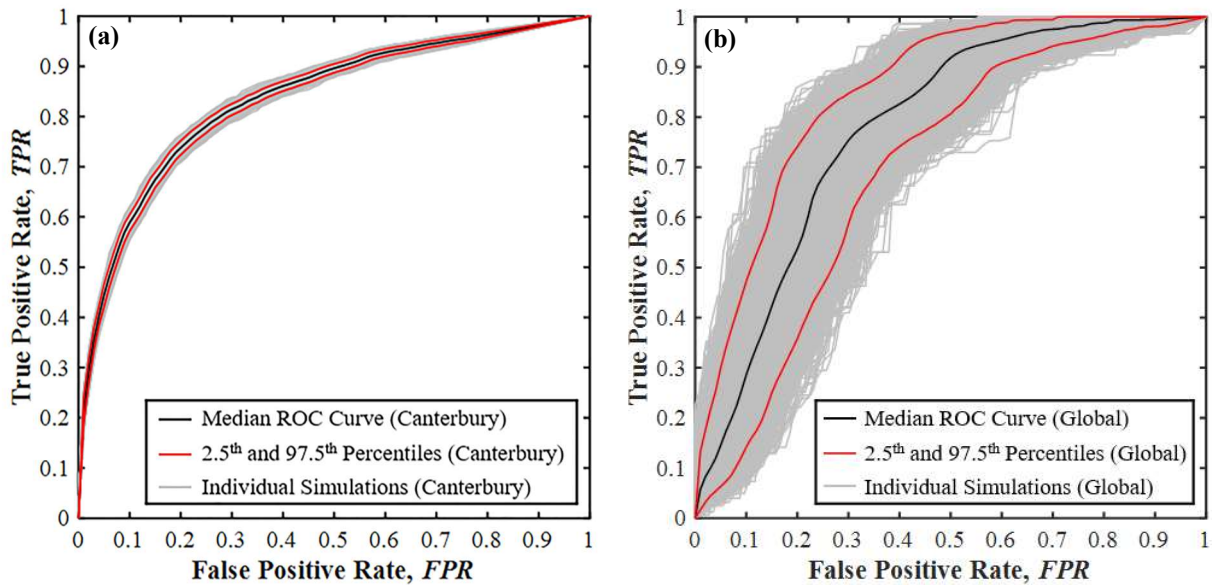 (a)
1
0.9
0.8
0.7
0.6
0.5
0.4
0.3
0.2
0.1
0
True Positive Rate, TPR
Median ROC Curve (Canterbury)
2.5th and 97.5th Percentiles (Canterbury)
Individual Simulations (Canterbury)
0 0.1 0.2 0.3 0.4 0.5 0.6 0.7 0.8 0.9 1
False Positive Rate, FPR
(b)
1
0.9
0.8
0.7
0.6
0.5
0.4
0.3
0.2
0.1
0
True Positive Rate, TPR
Median ROC Curve (Global)
2.5th and 97.5th Percentiles (Global)
Individual Simulations (Global)
0 0.1 0.2 0.3 0.4 0.5 0.6 0.7 0.8 0.9 1
False Positive Rate, FPR